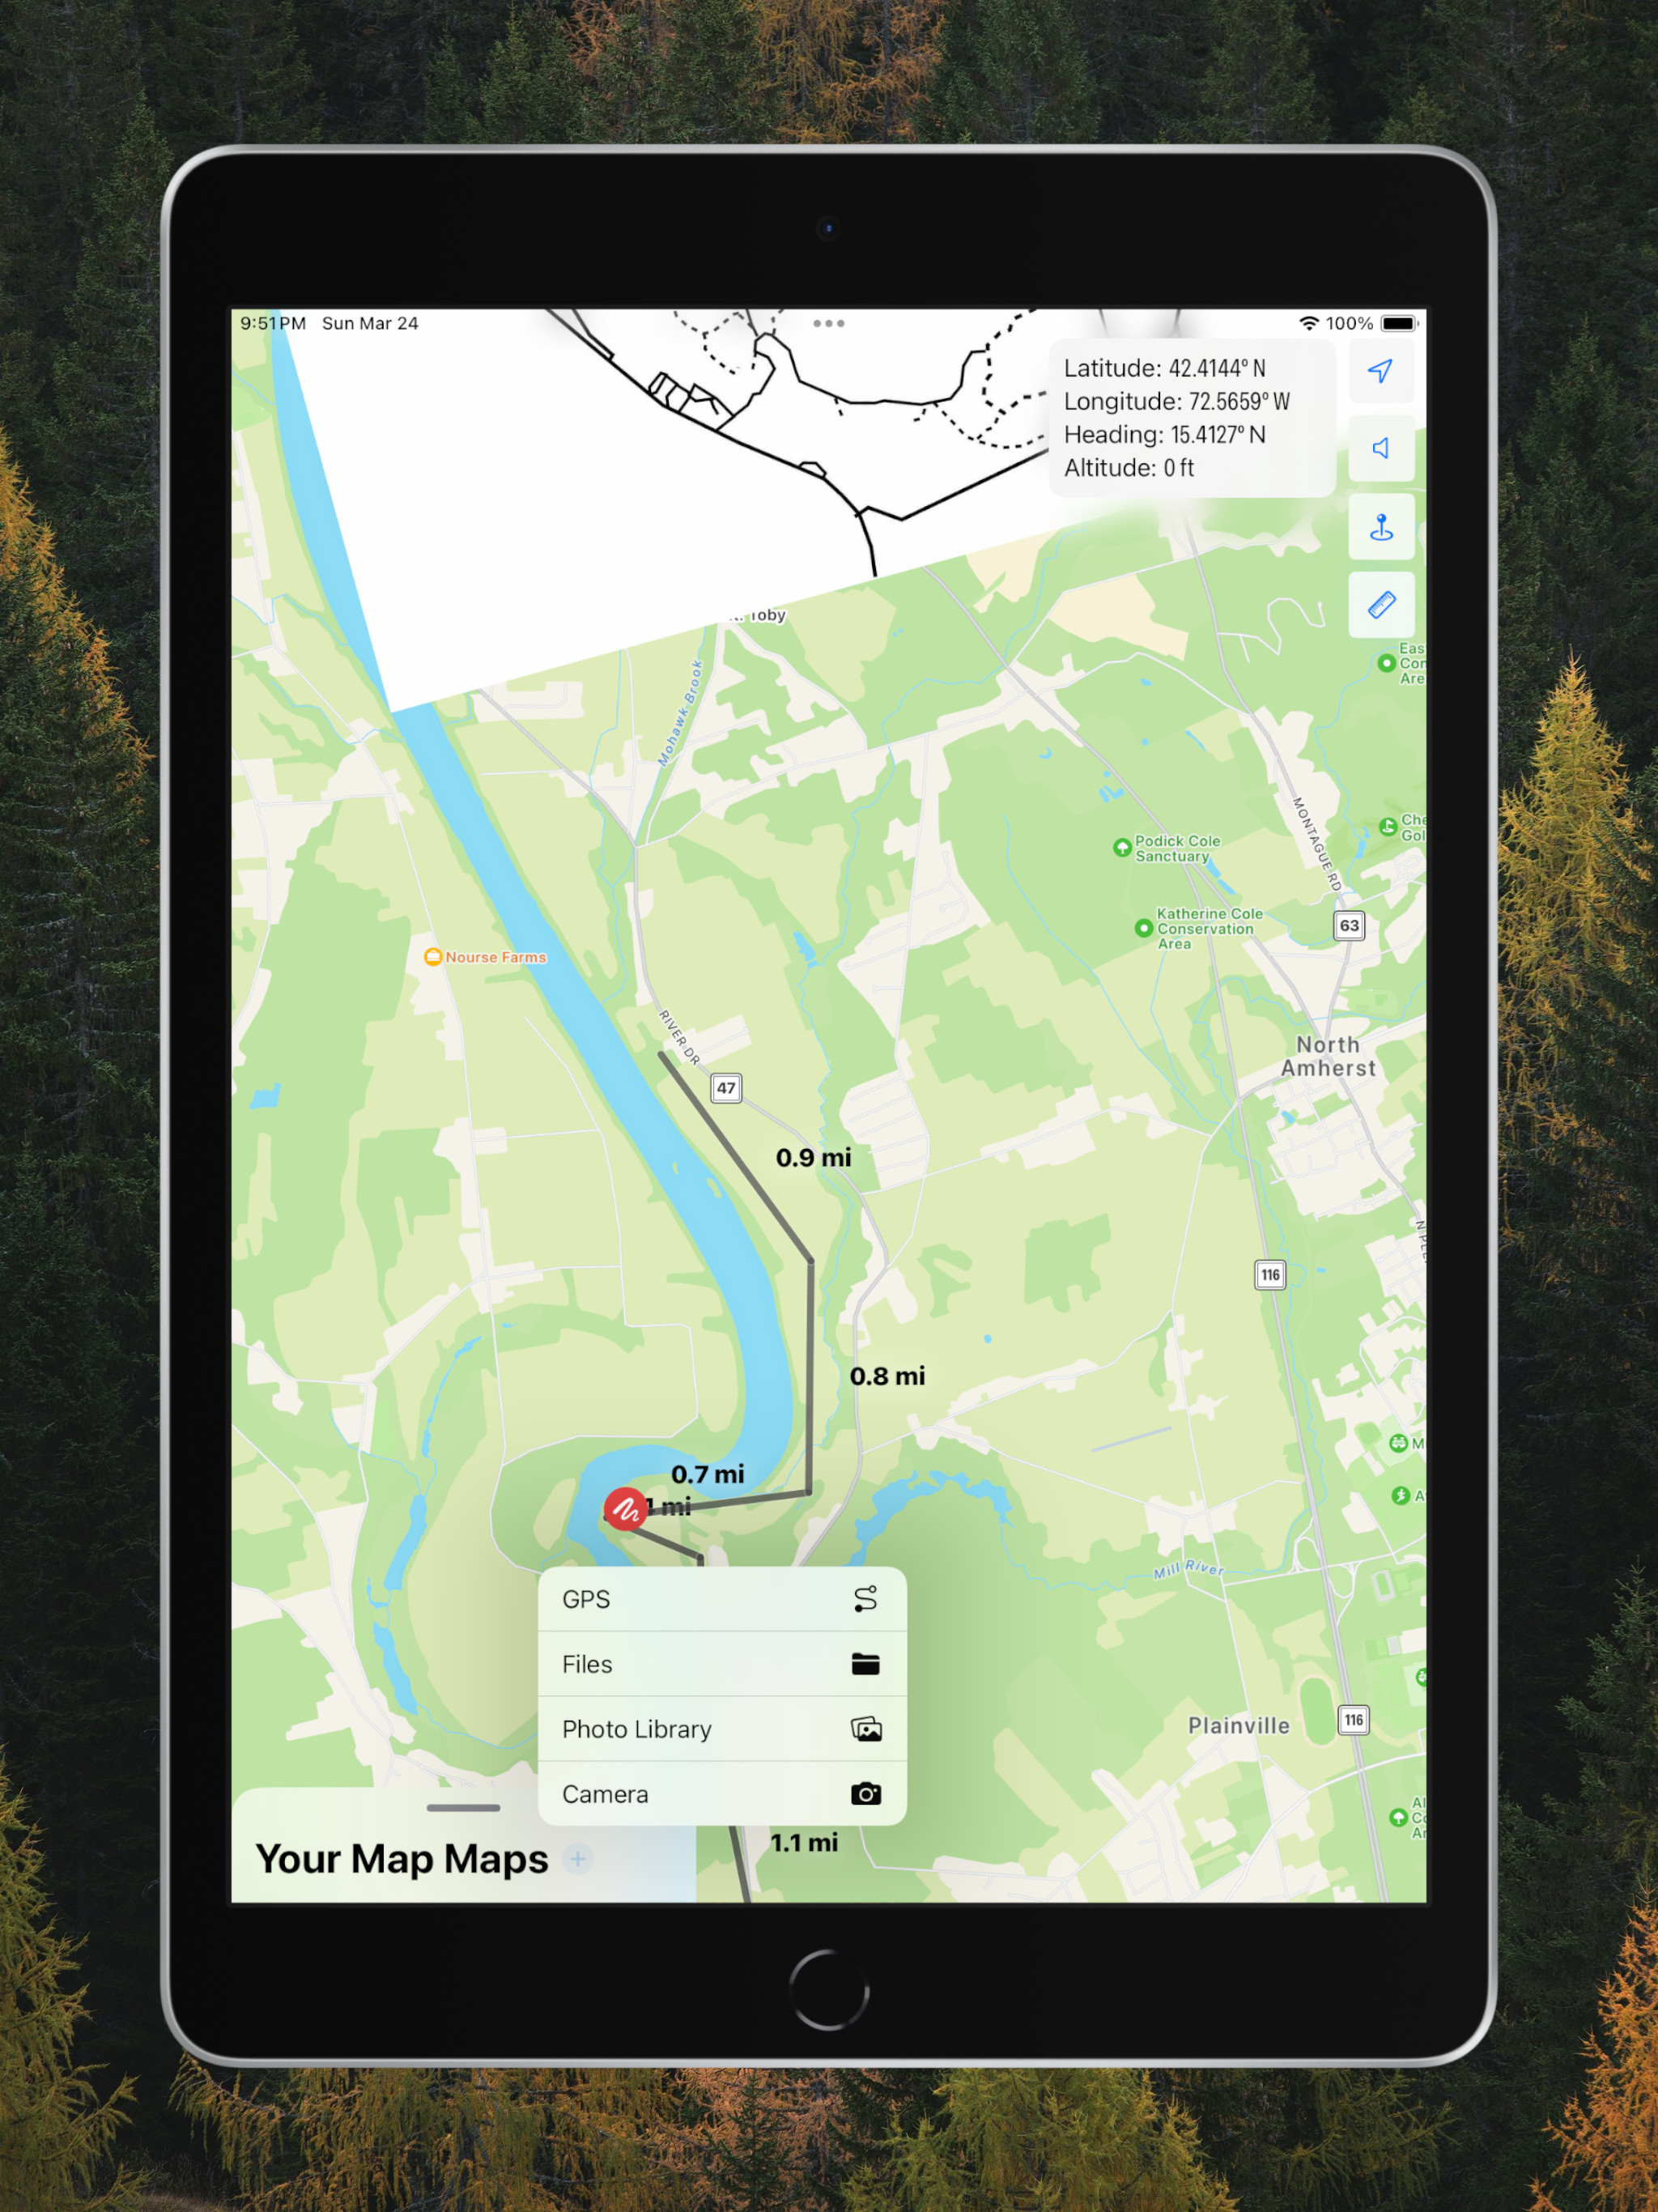 9:51 PM Sun Mar 24
100%
Latitude: 42.4144° N
Longitude: 72.5659° W
Heading: 15.4127° N
Altitude: 0 ft
Toby
Mohawk Brook
MONTAGUE RD
Podick Cole
Sanctuary
Katherine Cole
Conservation
Area
63
Nourse Farms
RIVER DR
47
North
Amherst
0.9 mi
116
0.8 mi
0.7 mi
mi
Mill River
GPS
Files
Photo Library
Camera
Plainville
116
1.1 mi
Your Map Maps